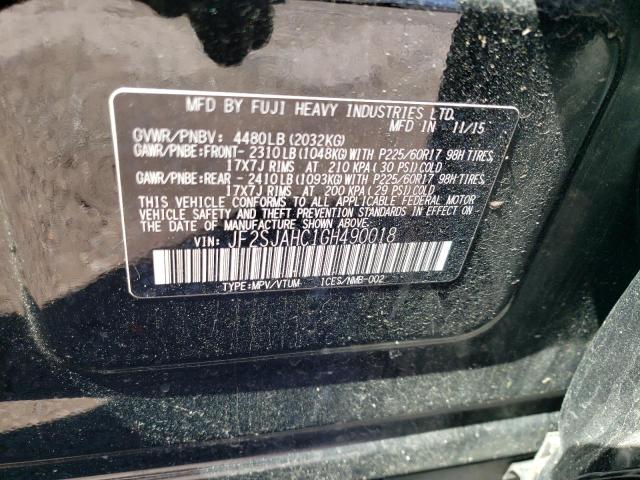 MFD BY FUJI HEAVY INDUSTRIES LTD.
MFD IN 11/15
GVWR/PNBV: 4480LB(2032KG)
GAWR/PNBE:FRONT-2310LB(1048KG)WITH P225/60R17 98H TIRES,
17X7J RIMS AT 210 KPA(30 PSI)COLD
GAWR/PNBE:REAR -2410LB(1093KG)WITH P225/60R17 98H TIRES,
17X7J RIMS AT 200 KPA(29 PSI)COLD
THIS VEHICLE CONFORMS TO ALL APPLICABLE FEDERAL MOTOR
VEHICLE SAFETY AND THEFT PREVENTION STANDARDS IN
EFFECT ON THE DATE OF MANUFACTURE SHOWN ABOVE.
VIN: JF2SJAHC1GH490018
TYPE:MPV/VTUM ICES/NMB-002